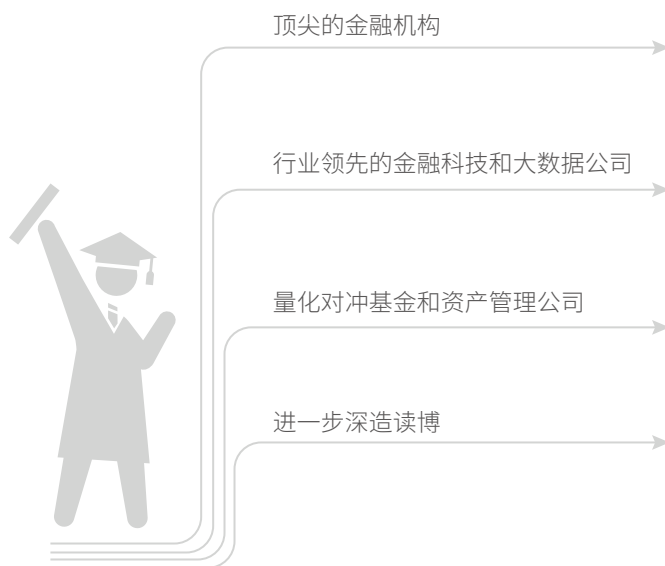 顶尖的金融机构
行业领先的金融科技和大数据公司
量化对冲基金和资产管理公司
进一步深造读博